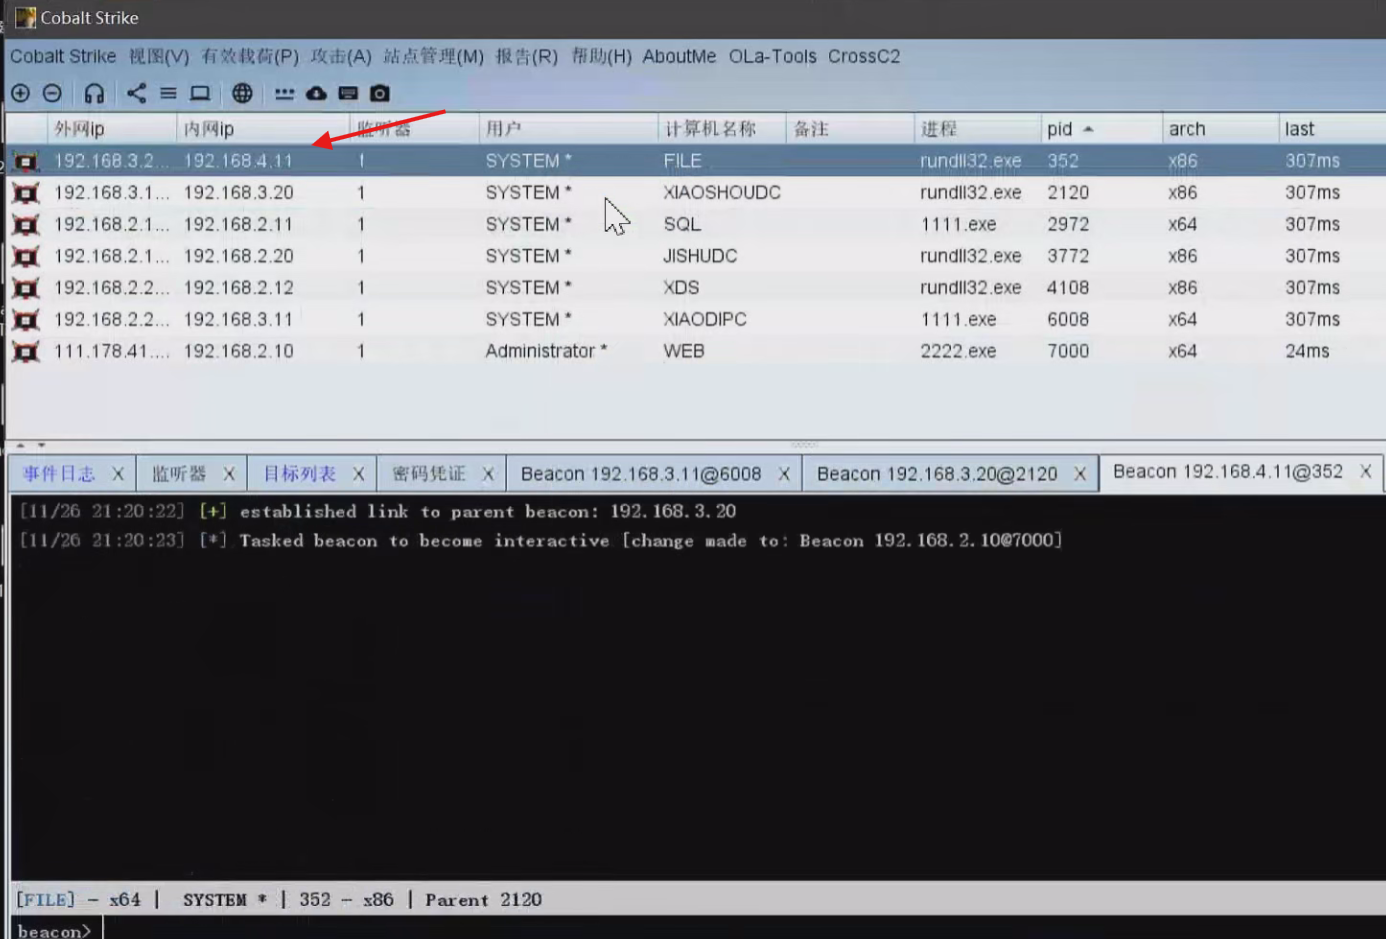 Cobalt Strike
Cobalt Strike 视图(V) 有效载荷(P) 攻击(A) 站点管理(M) 报告(R) 帮助(H) AboutMe OLa-Tools CrossC2
外网ip 内网ip 监听器 用户 计算机名称 备注 进程 pid arch last
192.168.3.2... 192.168.4.11 1 SYSTEM * FILE rundll32.exe 352 x86 307ms
192.168.3.1... 192.168.3.20 1 SYSTEM * XIAOSHOUDC rundll32.exe 2120 x86 307ms
192.168.2.1... 192.168.2.11 1 SYSTEM * SQL 1111.exe 2972 x64 307ms
192.168.2.1... 192.168.2.20 1 SYSTEM * JISHUDC rundll32.exe 3772 x86 307ms
192.168.2.2... 192.168.2.12 1 SYSTEM * XDS rundll32.exe 4108 x86 307ms
192.168.2.2... 192.168.3.11 1 SYSTEM * XIAODIPC 1111.exe 6008 x64 307ms
111.178.41.... 192.168.2.10 1 Administrator * WEB 2222.exe 7000 x64 24ms
事件日志 X 监听器 X 目标列表 X 密码凭证 X Beacon 192.168.3.11@6008 X Beacon 192.168.3.20@2120 X Beacon 192.168.4.11@352 X
[11/26 21:20:22] [+] established link to parent beacon: 192.168.3.20
[11/26 21:20:23] [*] Tasked beacon to become interactive [change made to: Beacon 192.168.2.10@7000]
[FILE] - x64 | SYSTEM * | 352 - x86 | Parent 2120
beacon>